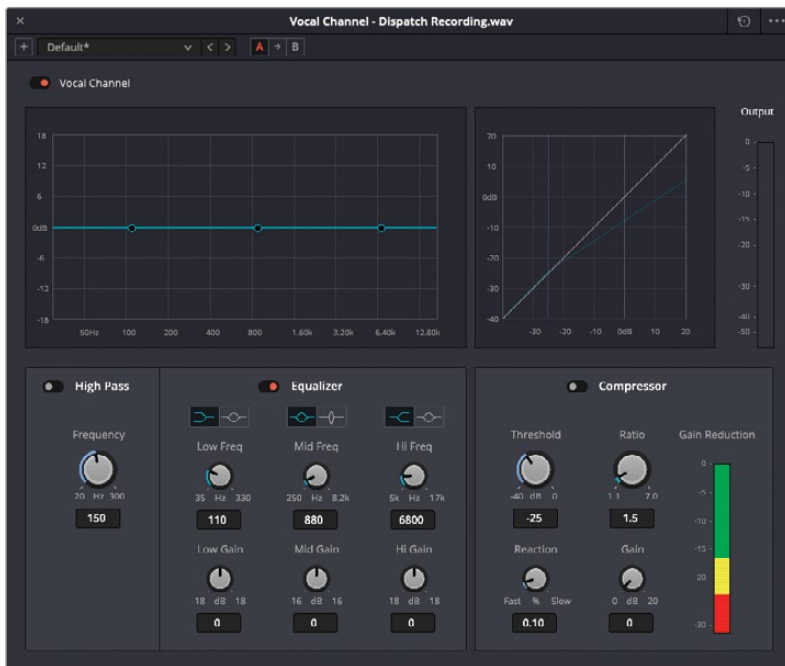 Vocal Channel - Dispatch Recording.wav
Default*
A B
Vocal Channel
18
12
6
0dB
-6
-12
-18
50Hz 100 200 400 800 1.60k 3.20k 6.40k 12.80k
20
10
0dB
-10
-20
-30
-40
-30 -20 -10 0dB 10 20
Output
0
-5
-10
-15
-20
-30
-40
-50
High Pass
Frequency
20 Hz 300
150
Equalizer
Low Freq Mid Freq Hi Freq
35 Hz 330 250 Hz 8.2k 5k Hz 17k
110 880 6800
Low Gain Mid Gain Hi Gain
-18 dB 18 16 dB 16 -18 dB 18
0 0 0
Compressor
Threshold Ratio
-40 dB 0 1.1 7.0
-25 1.5
Reaction Gain
Fast % Slow 0 dB 20
0.10 0
Gain Reduction
0
-5
-10
-15
20
-30